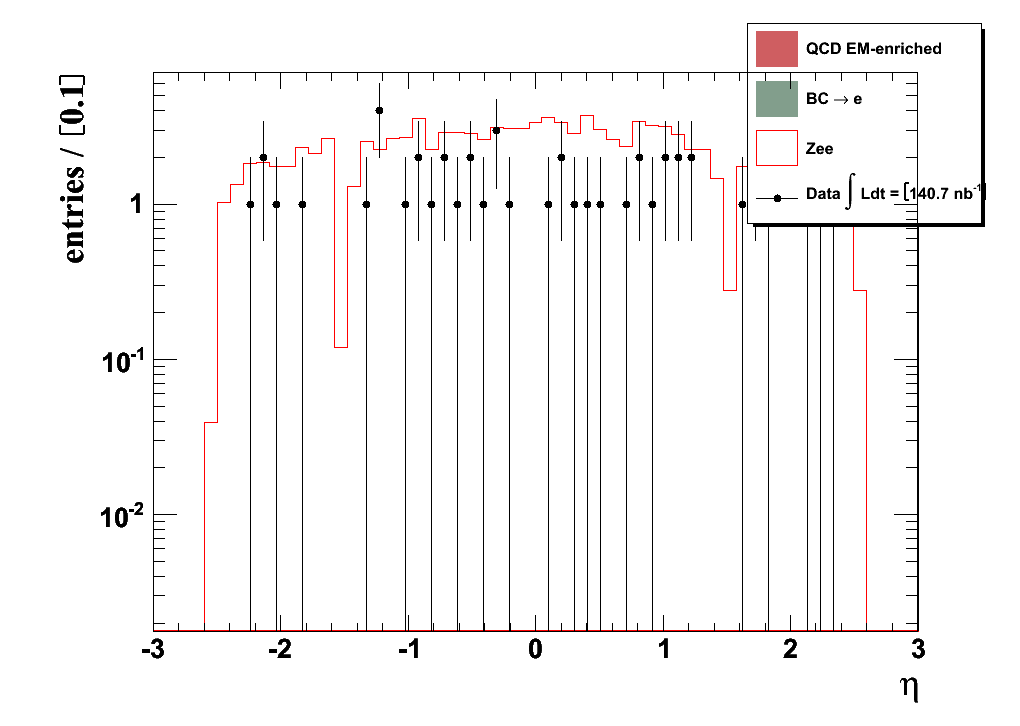 QCD EM-enriched
BC → e
Zee
Data ∫ Ldt = [140.7 nb⁻¹]
entries / [0.1]
1
10⁻¹
10⁻²
-3 -2 -1 0 1 2 3
η